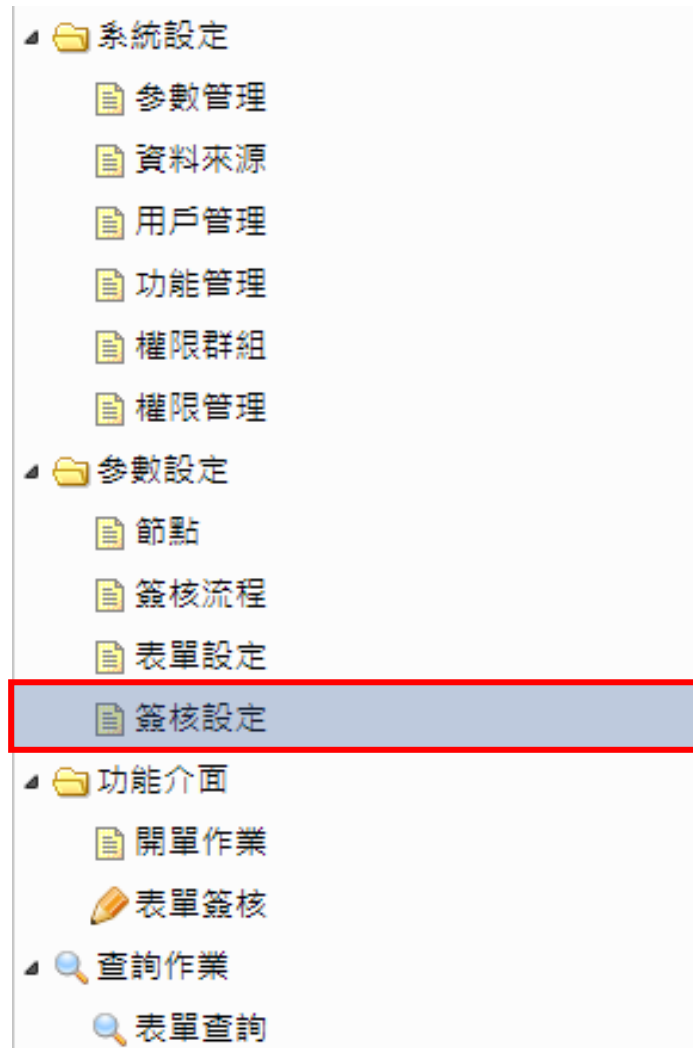 系統設定
參數管理
資料來源
用戶管理
功能管理
權限群組
權限管理
參數設定
節點
簽核流程
表單設定
簽核設定
功能介面
開單作業
表單簽核
查詢作業
表單查詢